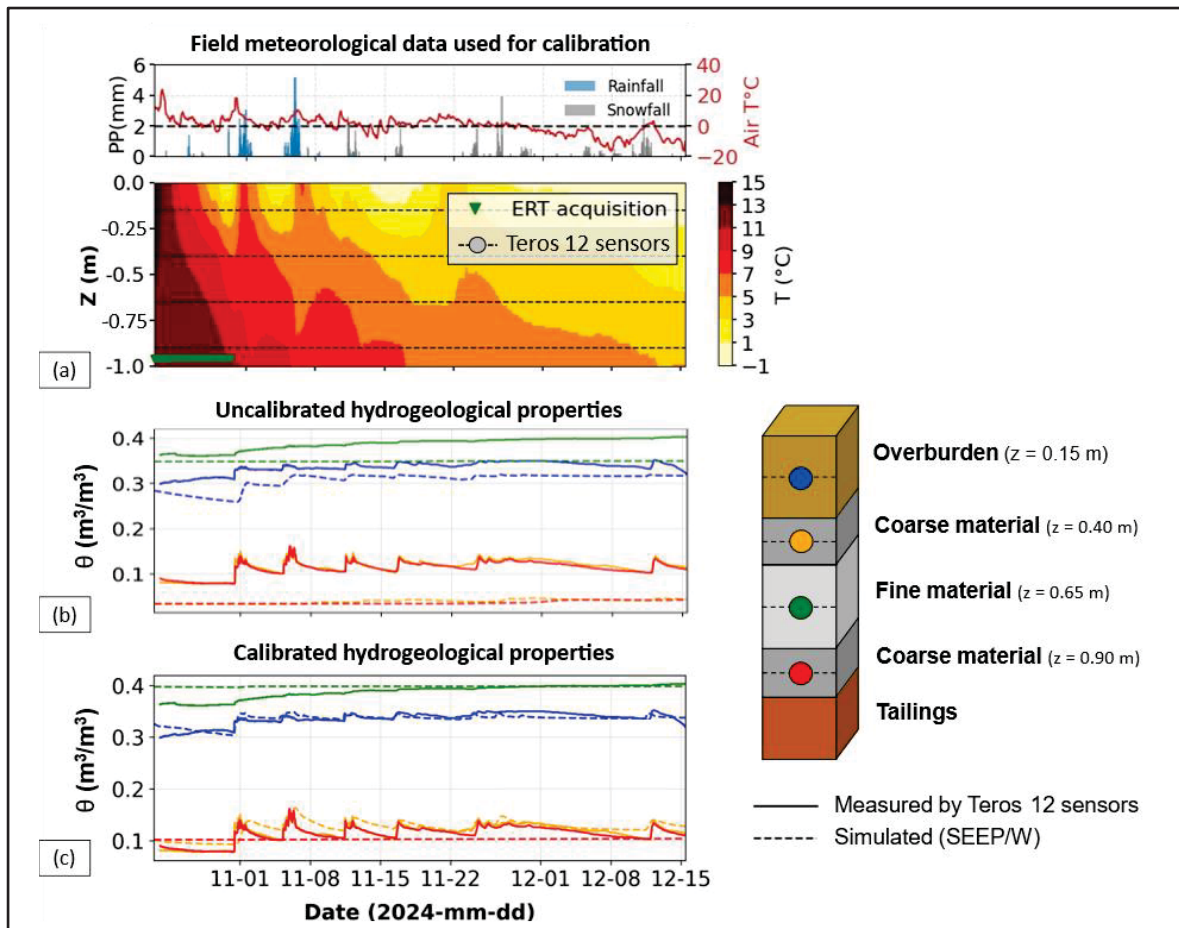 Field meteorological data used for calibration
PP(mm)
6
4
2
0
Rainfall
Snowfall
40
20
0
−20
Air T°C
Z (m)
0.0
-0.25
-0.5
-0.75
-1.0
ERT acquisition
Teros 12 sensors
15
13
11
9
7
5
3
1
−1
T (°C)
(a)
Uncalibrated hydrogeological properties
θ (m³/m³)
0.4
0.3
0.2
0.1
(b)
Calibrated hydrogeological properties
θ (m³/m³)
0.4
0.3
0.2
0.1
(c)
11-01 11-08 11-15 11-22 12-01 12-08 12-15
Date (2024-mm-dd)
Overburden (z = 0.15 m)
Coarse material (z = 0.40 m)
Fine material (z = 0.65 m)
Coarse material (z = 0.90 m)
Tailings
Measured by Teros 12 sensors
Simulated (SEEP/W)